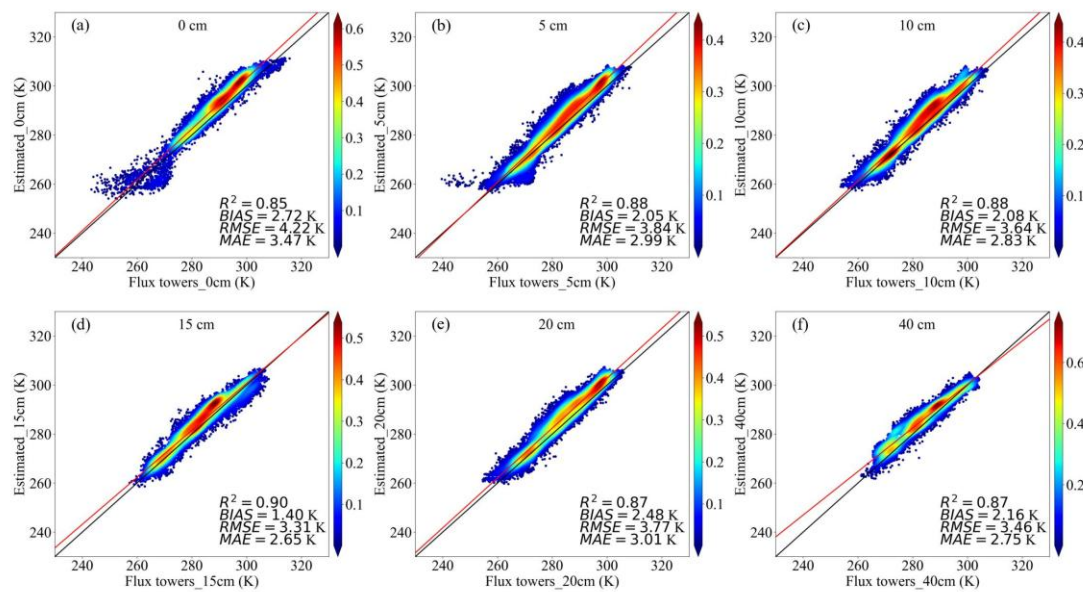 (a) 0 cm
0.6
0.5
0.4
0.3
0.2
0.1
320
300
280
260
240
Estimated_0cm (K)
R² = 0.85
BIAS = 2.72 K
RMSE = 4.22 K
MAE = 3.47 K
240 260 280 300 320
Flux towers_0cm (K)
(b) 5 cm
0.4
0.3
0.2
0.1
320
300
280
260
240
Estimated_5cm (K)
R² = 0.88
BIAS = 2.05 K
RMSE = 3.84 K
MAE = 2.99 K
240 260 280 300 320
Flux towers_5cm (K)
(c) 10 cm
0.4
0.3
0.2
0.1
320
300
280
260
240
Estimated_10cm (K)
R² = 0.88
BIAS = 2.08 K
RMSE = 3.64 K
MAE = 2.83 K
240 260 280 300 320
Flux towers_10cm (K)
(d) 15 cm
0.5
0.4
0.3
0.2
0.1
320
300
280
260
240
Estimated_15cm (K)
R² = 0.90
BIAS = 1.40 K
RMSE = 3.31 K
MAE = 2.65 K
240 260 280 300 320
Flux towers_15cm (K)
(e) 20 cm
0.5
0.4
0.3
0.2
0.1
320
300
280
260
240
Estimated_20cm (K)
R² = 0.87
BIAS = 2.48 K
RMSE = 3.77 K
MAE = 3.01 K
240 260 280 300 320
Flux towers_20cm (K)
(f) 40 cm
0.6
0.4
0.2
320
300
280
260
240
Estimated_40cm (K)
R² = 0.87
BIAS = 2.16 K
RMSE = 3.46 K
MAE = 2.75 K
240 260 280 300 320
Flux towers_40cm (K)